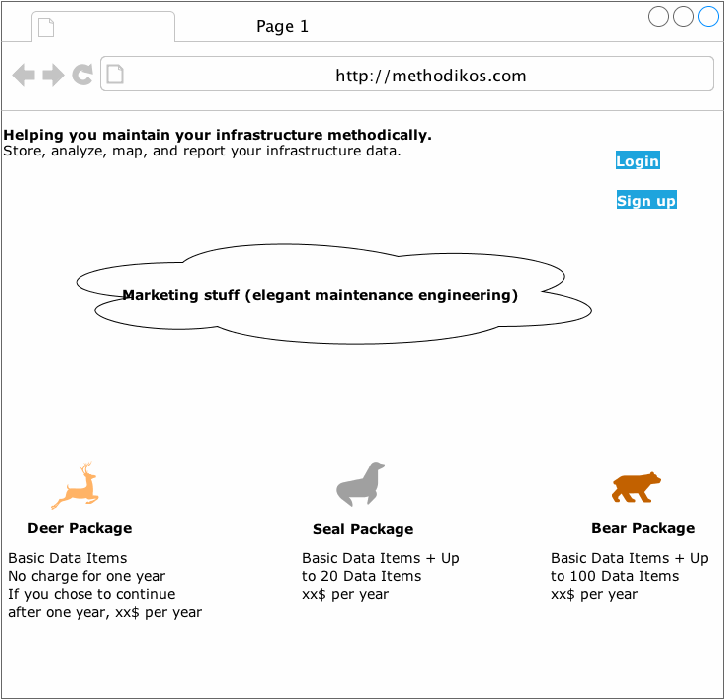 Page 1
http://methodikos.com
Helping you maintain your infrastructure methodically.
Store, analyze, map, and report your infrastructure data.
Login
Sign up
Marketing stuff (elegant maintenance engineering)
Deer Package
Basic Data Items
No charge for one year
If you chose to continue
after one year, xx$ per year
Seal Package
Basic Data Items + Up
to 20 Data Items
xx$ per year
Bear Package
Basic Data Items + Up
to 100 Data Items
xx$ per year